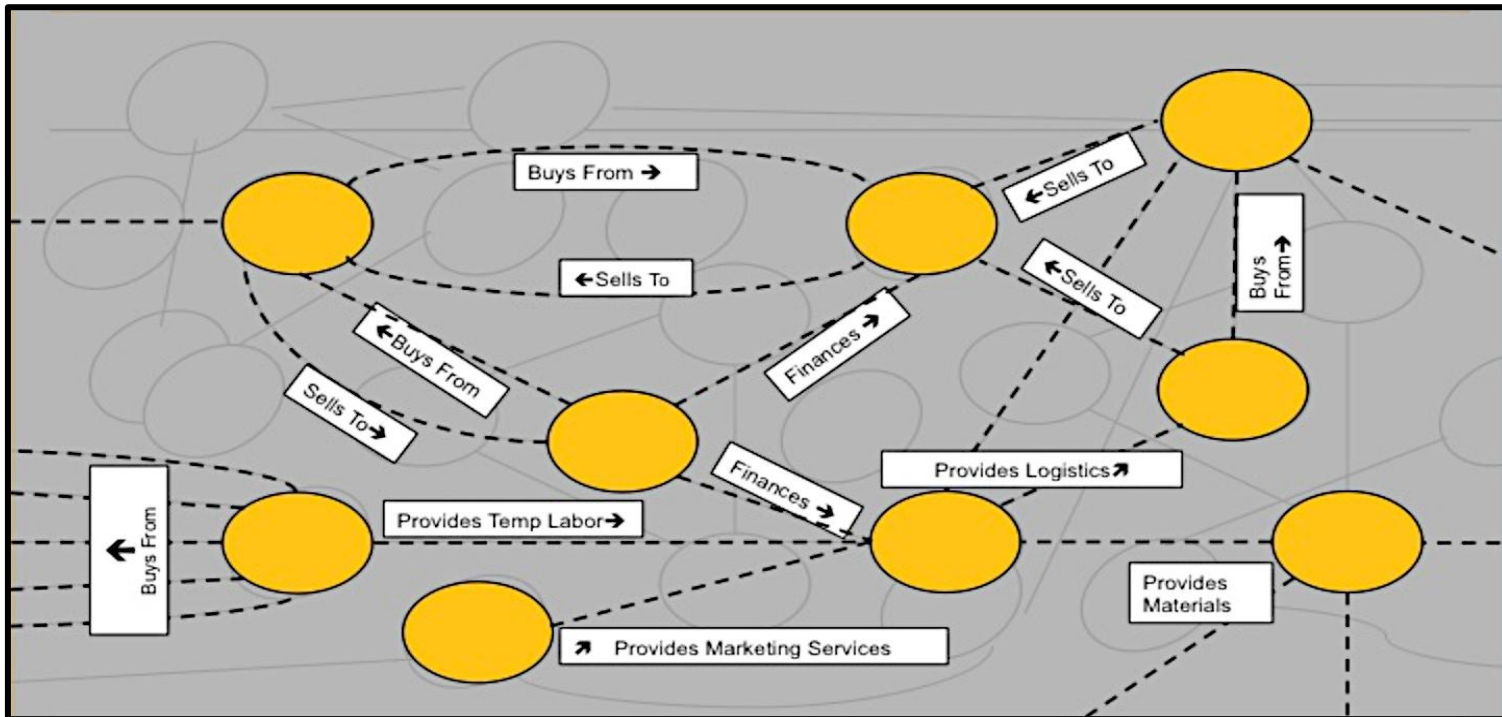 Buys From →
←Sells To
←Sells To
←Sells To
Buys
From→
←Buys From
Finances →
Sells To→
Finances →
Provides Logistics↗
← Buys From
Provides Temp Labor→
Provides
Materials
↗ Provides Marketing Services